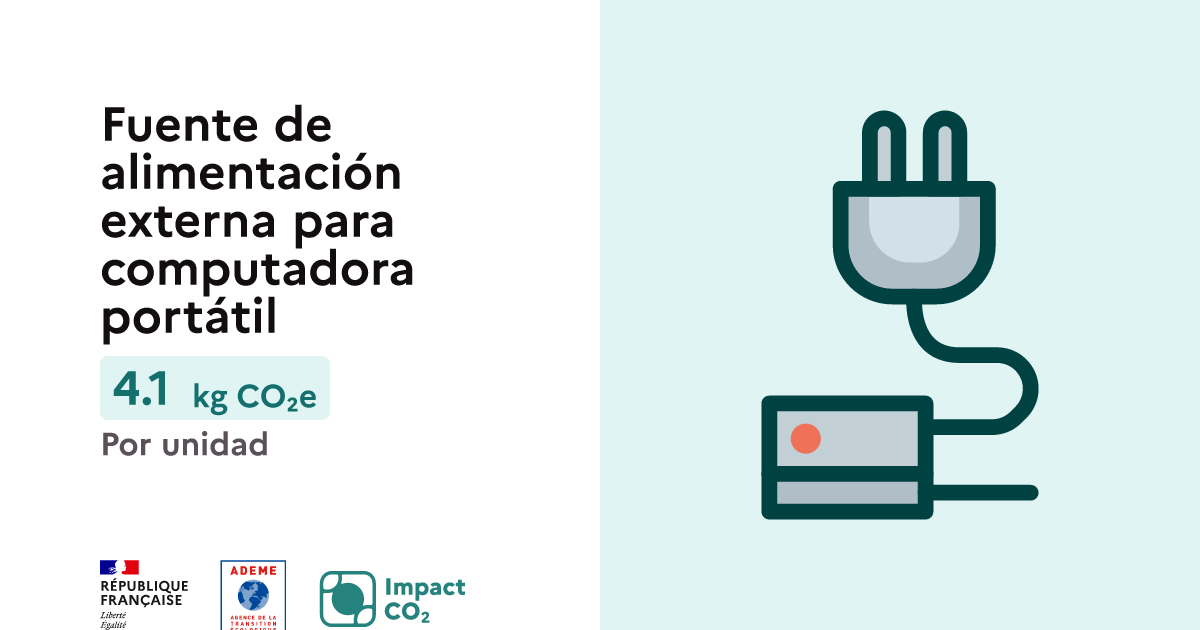 Fuente de
alimentación
externa para
computadora
portátil
4.1 kg CO₂e
Por unidad
RÉPUBLIQUE
FRANÇAISE
Liberté
Égalité
ADEME
AGENCE DE LA
TRANSITION
ÉCOLOGIQUE
Impact
CO₂